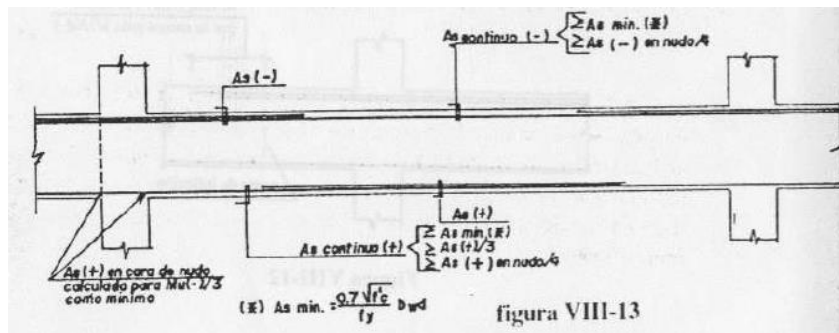 As continuo (-) { ≥ As min. (※)
≥ As (-) en nudo/4
As (-)
As (+)
As continuo (+) { ≥ As min. (※)
≥ As (+)/3
≥ As (+) en nudo/4
As (+) en cara de nudo
calculada para Mu(-)/3
como mínimo
(※) As min. = 0.7√f'c / fy bwd
figura VIII-13